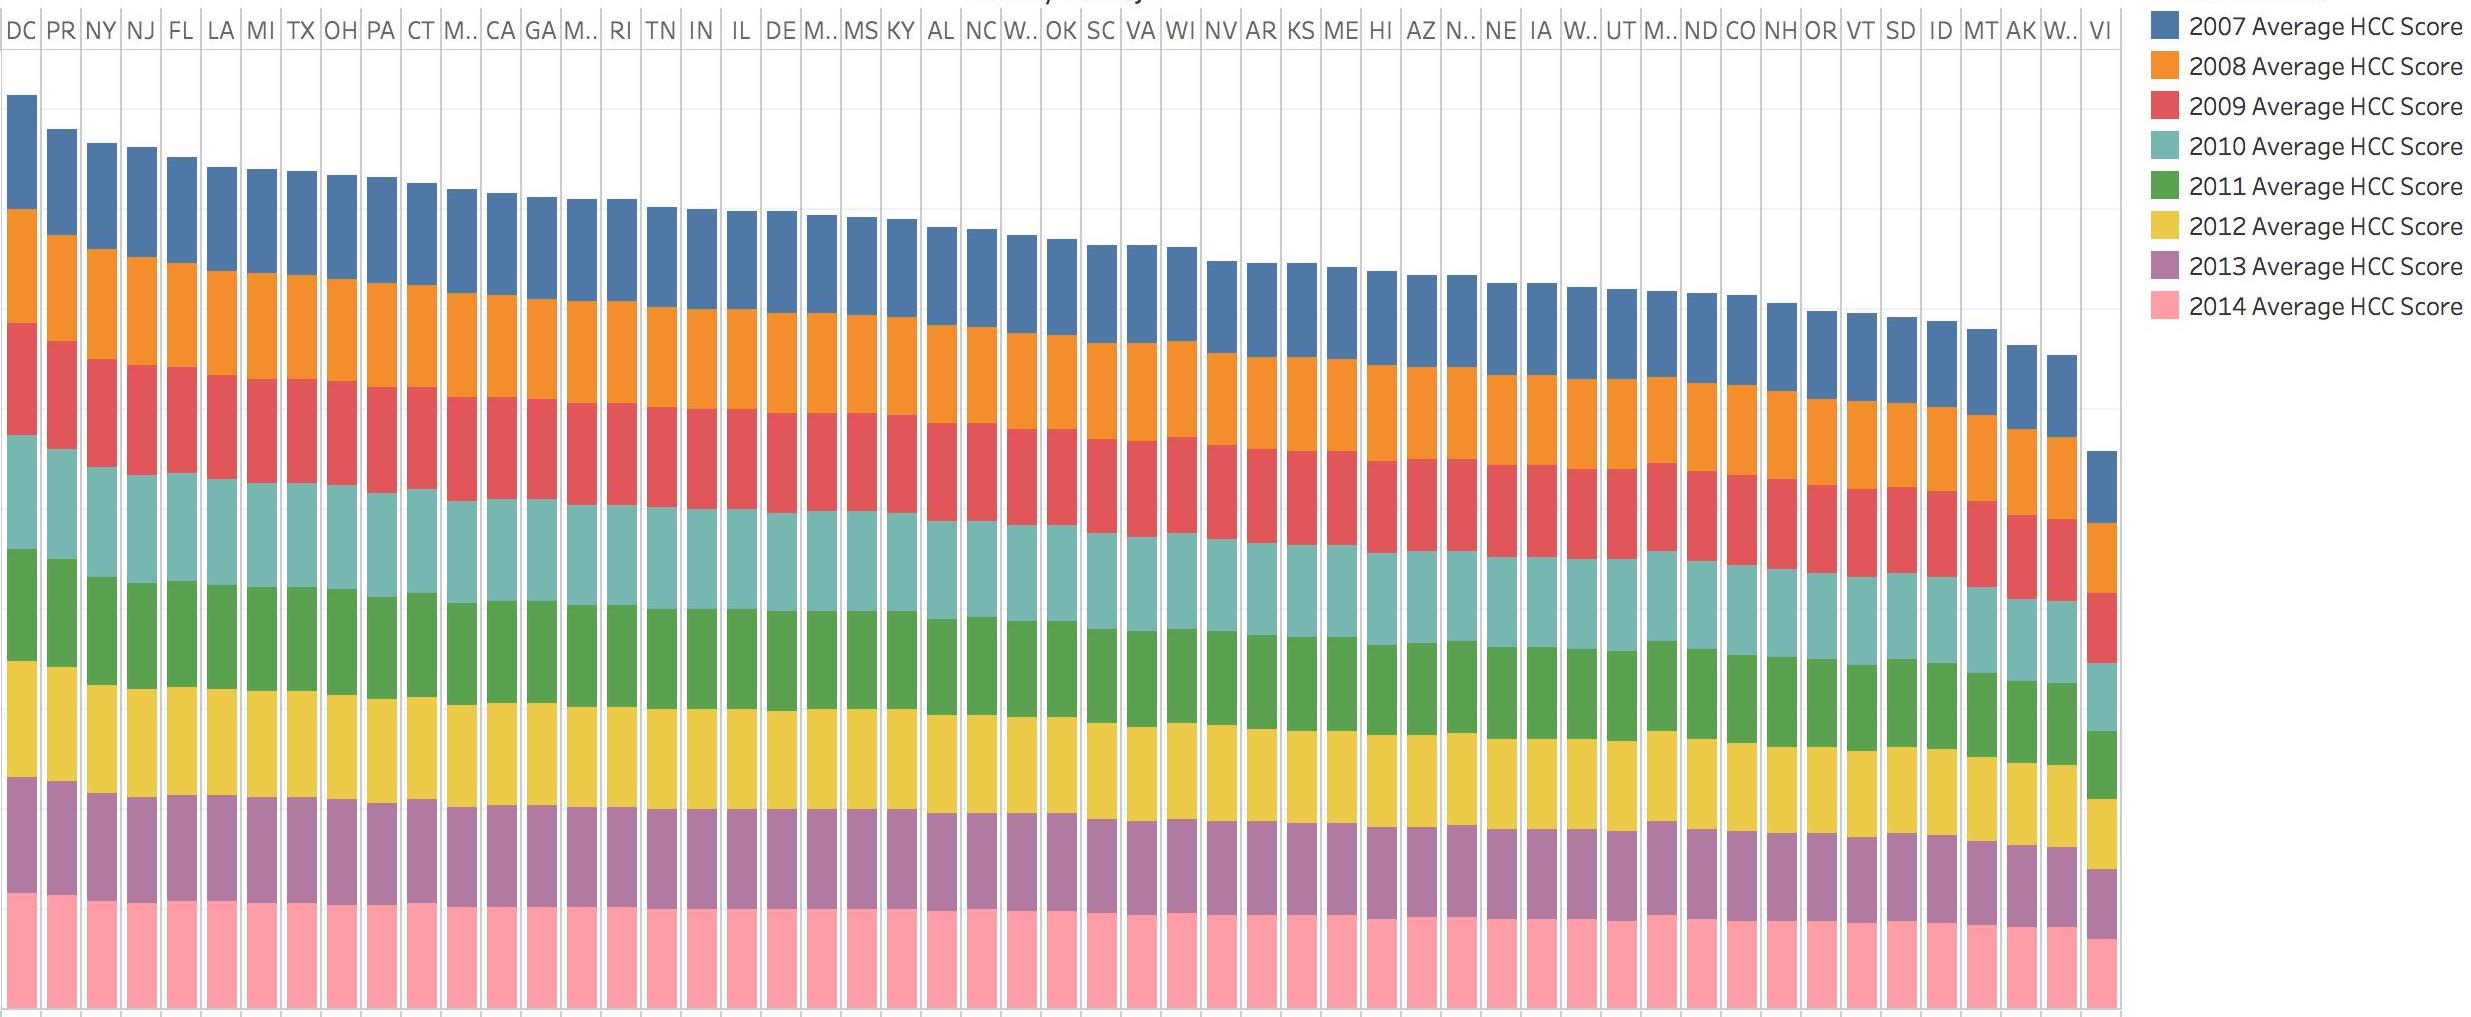 DC PR NY NJ FL LA MI TX OH PA CT M.. CA GA M.. RI TN IN IL DE M.. MS KY AL NC W.. OK SC VA WI NV AR KS ME HI AZ N.. NE IA W.. UT M.. ND CO NH OR VT SD ID MT AK W.. VI
2007 Average HCC Score
2008 Average HCC Score
2009 Average HCC Score
2010 Average HCC Score
2011 Average HCC Score
2012 Average HCC Score
2013 Average HCC Score
2014 Average HCC Score